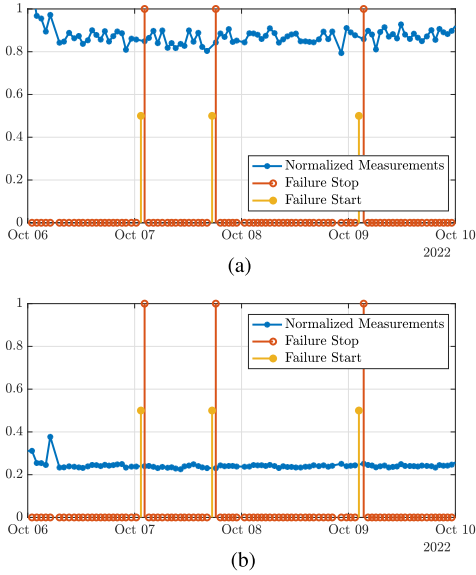 1
0.8
0.6
0.4
0.2
0
Normalized Measurements
Failure Stop
Failure Start
Oct 06 Oct 07 Oct 08 Oct 09 Oct 10
2022
(a)
1
0.8
0.6
0.4
0.2
0
Normalized Measurements
Failure Stop
Failure Start
Oct 06 Oct 07 Oct 08 Oct 09 Oct 10
2022
(b)